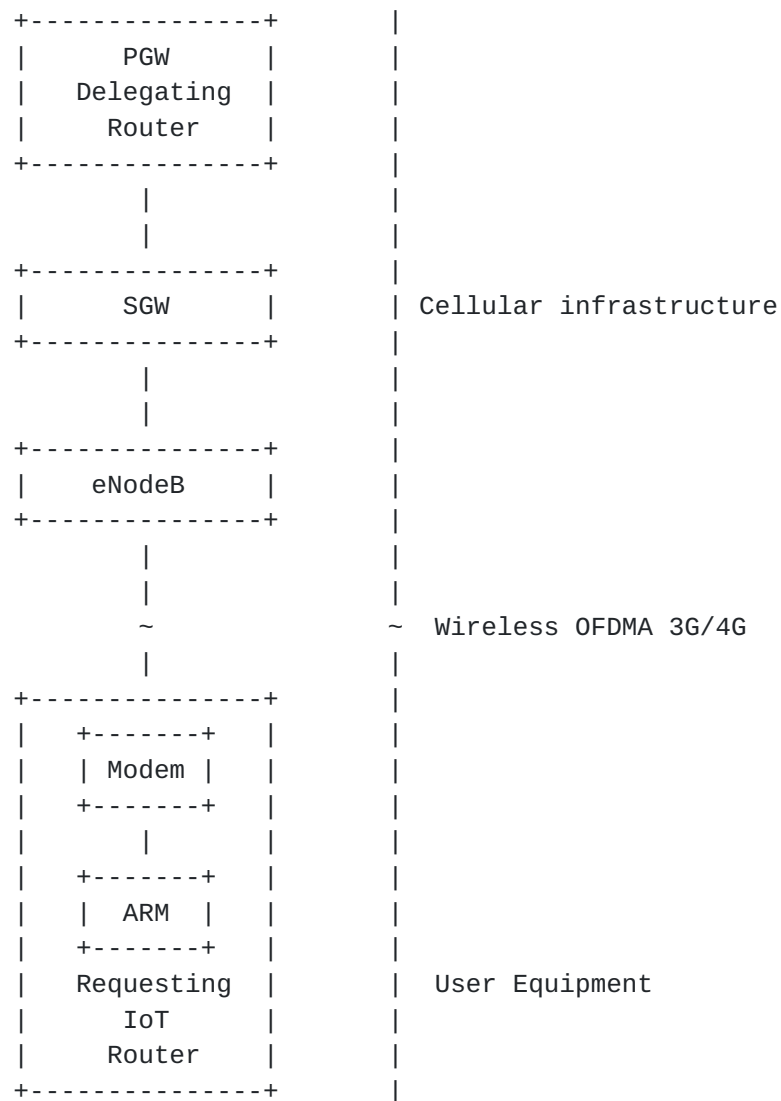 PGW
Delegating
Router
SGW
Cellular infrastructure
eNodeB
~ ~ Wireless OFDMA 3G/4G
Modem
ARM
Requesting User Equipment
IoT
Router